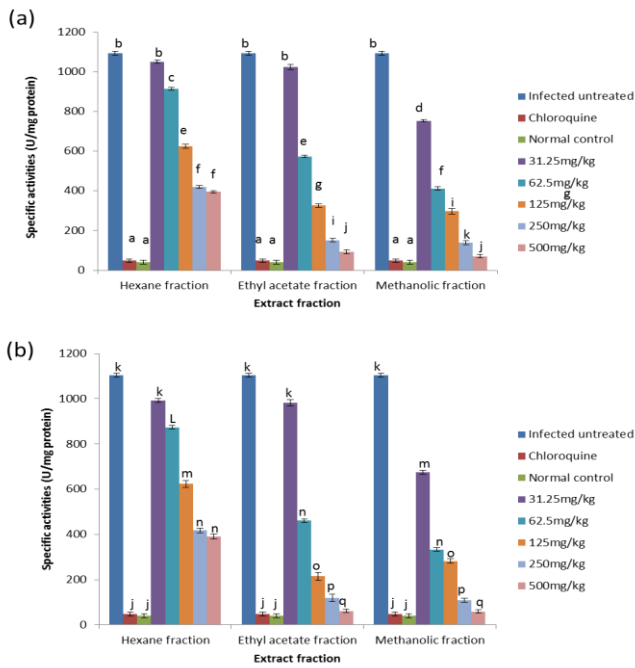 (a)
1200
1000
800
600
400
200
0
Specific activities (U/mg protein)
b
a
a
b
c
e
f
f
b
a
a
b
e
g
i
j
b
a
a
d
f
i
k
j
Hexane fraction
Ethyl acetate fraction
Methanolic fraction
Extract fraction
Infected untreated
Chloroquine
Normal control
31.25mg/kg
62.5mg/kg
125mg/kg
g
250mg/kg
500mg/kg
(b)
1200
1000
800
600
400
200
0
Specific activities (U/mg protein)
k
j
j
k
L
m
n
n
k
j
j
k
n
o
p
q
k
j
j
m
n
o
p
q
Hexane fraction
Ethyl acetate fraction
Methanolic fraction
Extract fraction
Infected untreated
Chloroquine
Normal control
31.25mg/kg
62.5mg/kg
125mg/kg
250mg/kg
500mg/kg